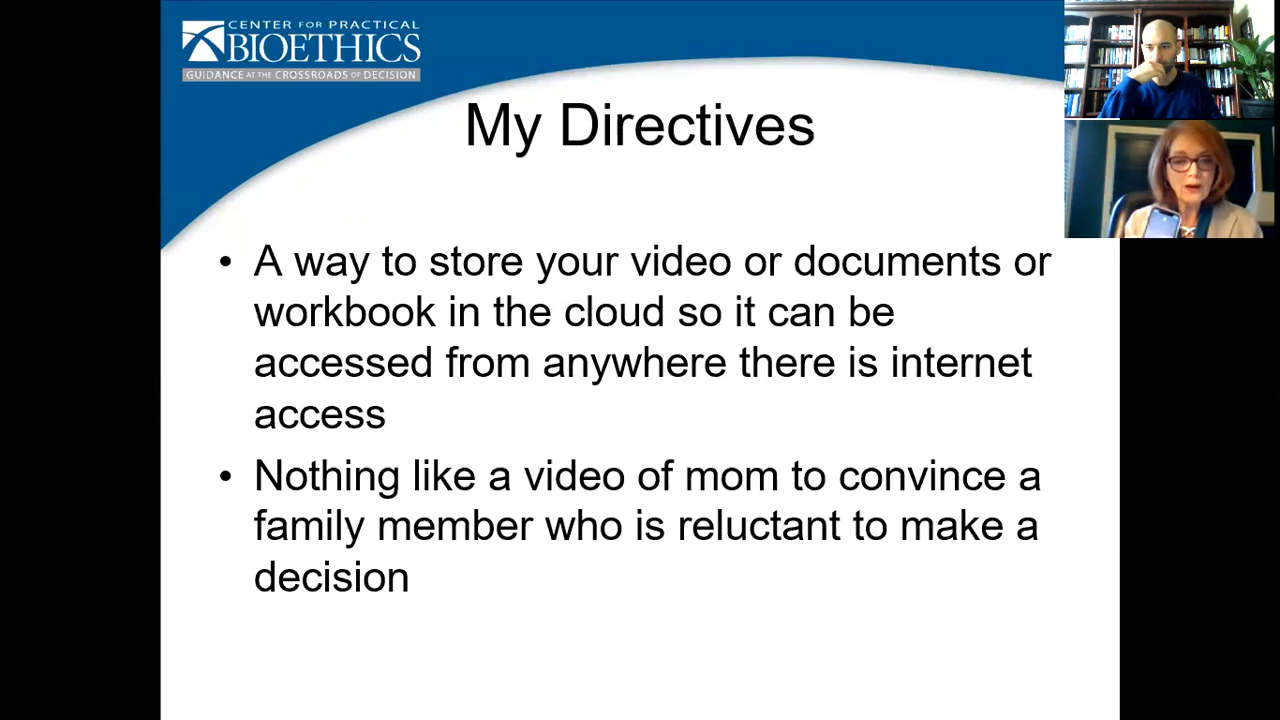 CENTER FOR PRACTICAL
BIOETHICS
GUIDANCE AT THE CROSSROADS OF DECISION
My Directives
• A way to store your video or documents or
workbook in the cloud so it can be
accessed from anywhere there is internet
access
• Nothing like a video of mom to convince a
family member who is reluctant to make a
decision